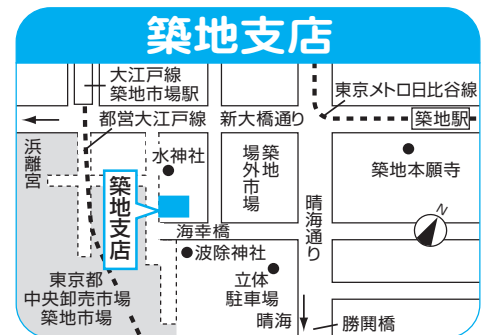 築地支店
大江戸線
築地市場駅
東京メトロ日比谷線
都営大江戸線
新大橋通り
築地駅
浜離宮
水神社
築地
場外市場
築地本願寺
築地支店
晴海通り
N
海幸橋
波除神社
東京都
中央卸売市場
築地市場
立体
駐車場
晴海
勝鬨橋